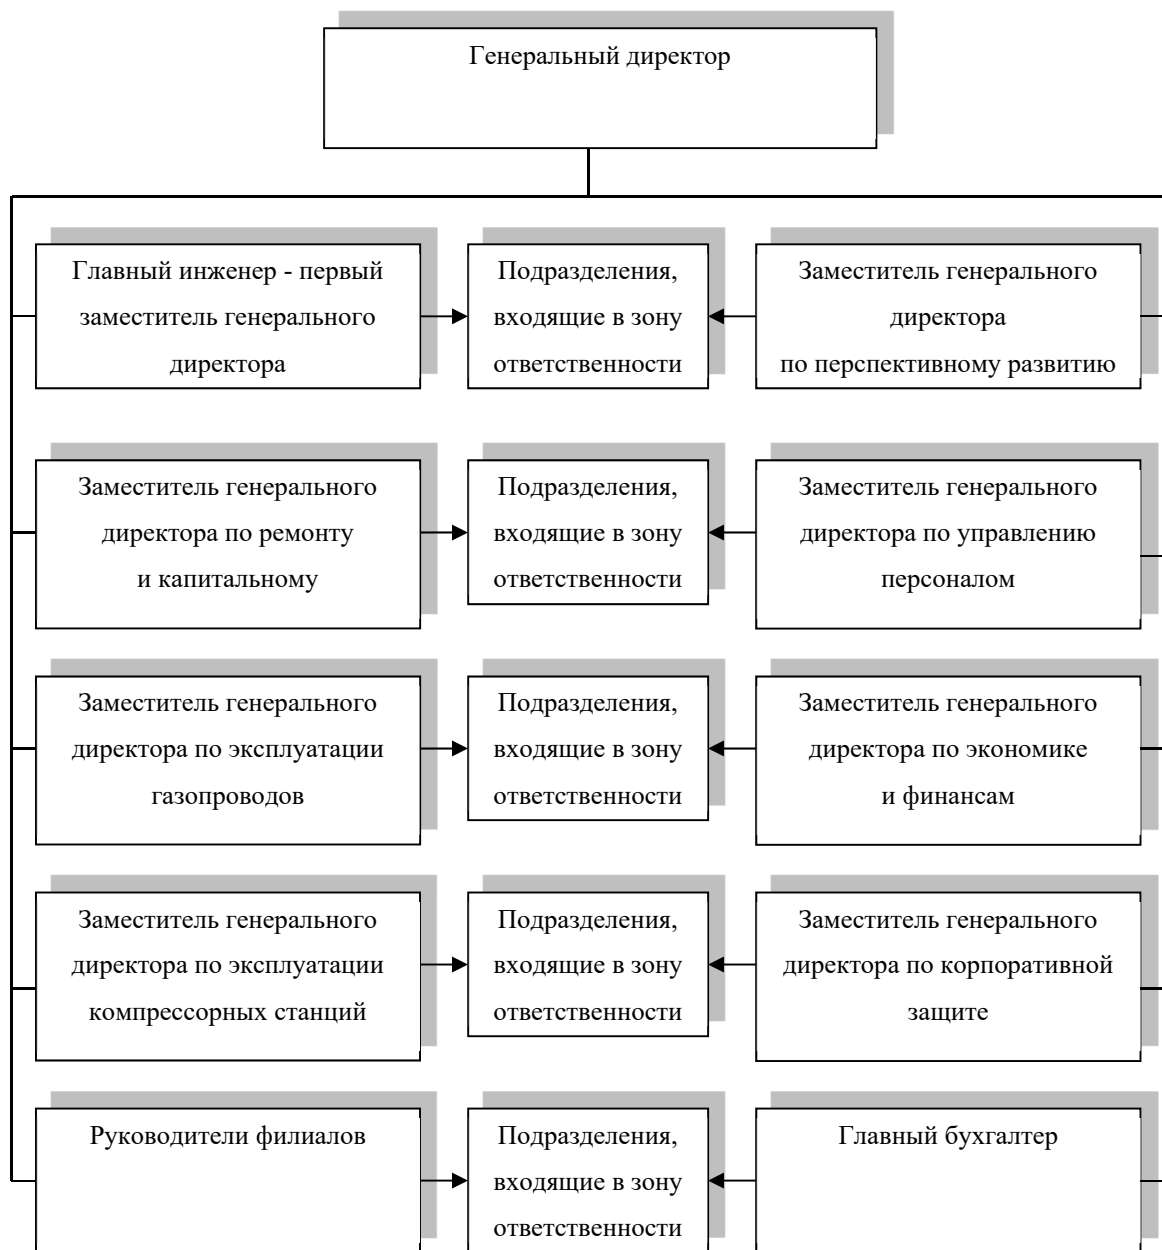 Генеральный директор
Главный инженер - первый
заместитель генерального
директора
Подразделения,
входящие в зону
ответственности
Заместитель генерального
директора
по перспективному развитию
Заместитель генерального
директора по ремонту
и капитальному
Подразделения,
входящие в зону
ответственности
Заместитель генерального
директора по управлению
персоналом
Заместитель генерального
директора по эксплуатации
газопроводов
Подразделения,
входящие в зону
ответственности
Заместитель генерального
директора по экономике
и финансам
Заместитель генерального
директора по эксплуатации
компрессорных станций
Подразделения,
входящие в зону
ответственности
Заместитель генерального
директора по корпоративной
защите
Руководители филиалов
Подразделения,
входящие в зону
ответственности
Главный бухгалтер